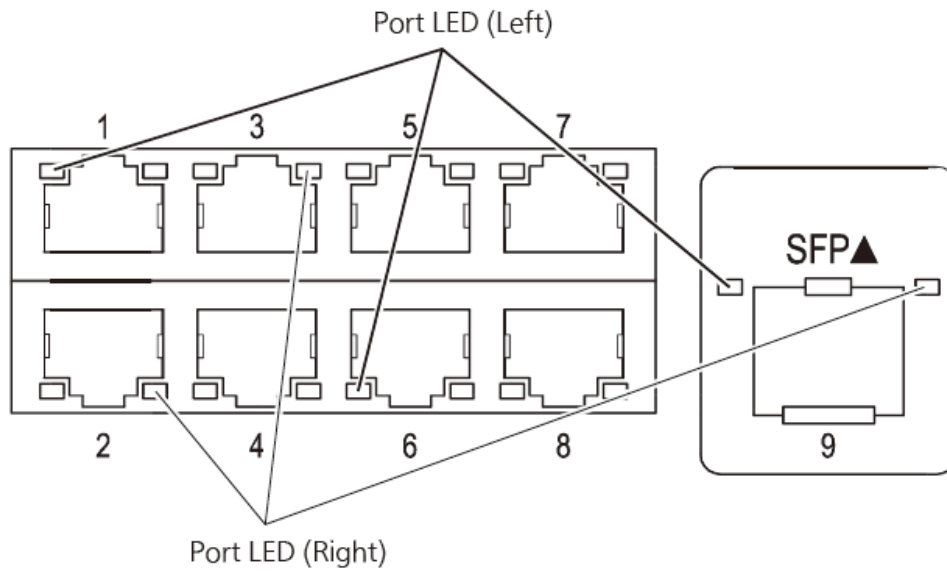 Port LED (Left)
1 3 5 7
SFP▲
2 4 6 8
9
Port LED (Right)